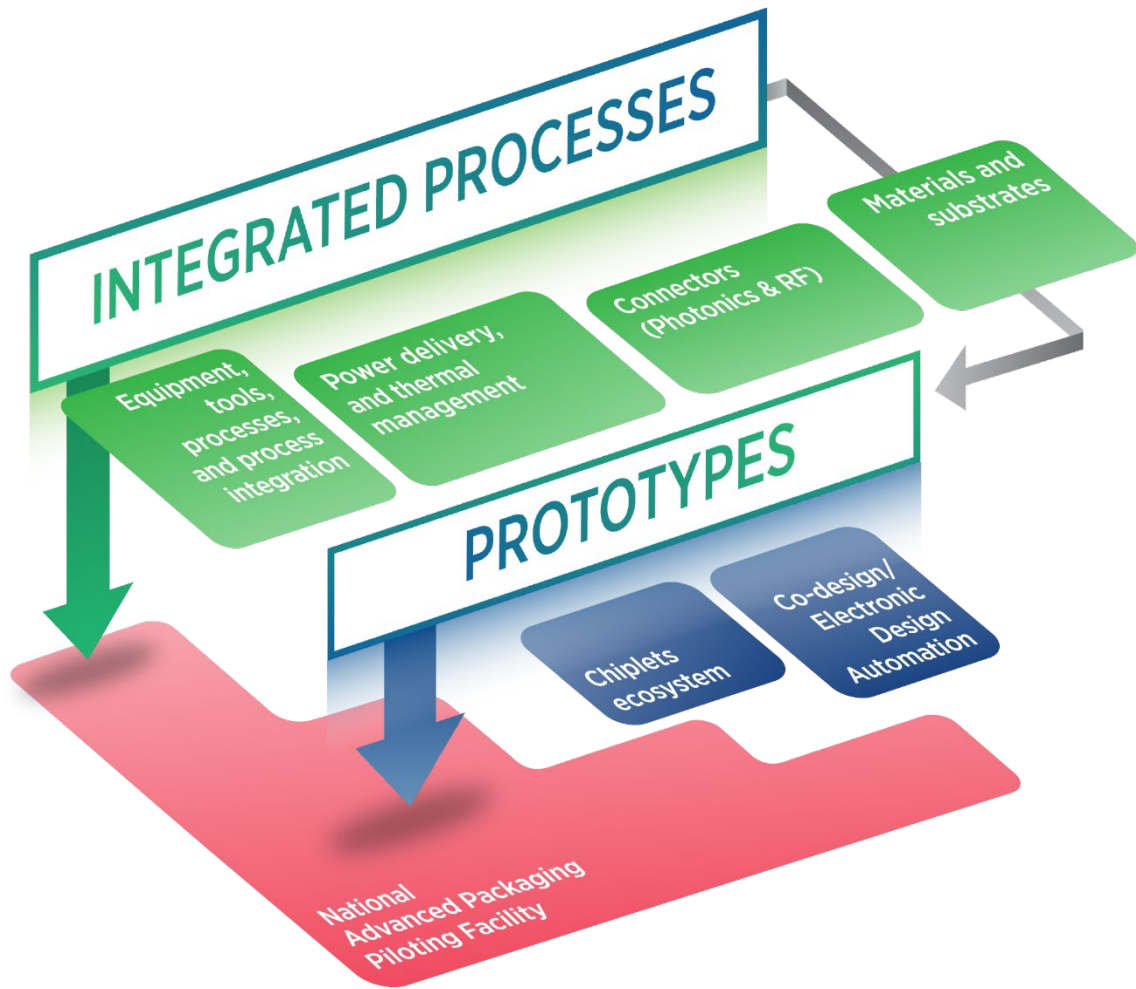 INTEGRATED PROCESSES
Materials and
substrates
Connectors
(Photonics & RF)
Power delivery,
and thermal
management
Equipment,
tools,
processes,
and process
integration
PROTOTYPES
Co-design/
Electronic
Design
Automation
Chiplets
ecosystem
National
Advanced Packaging
Piloting Facility